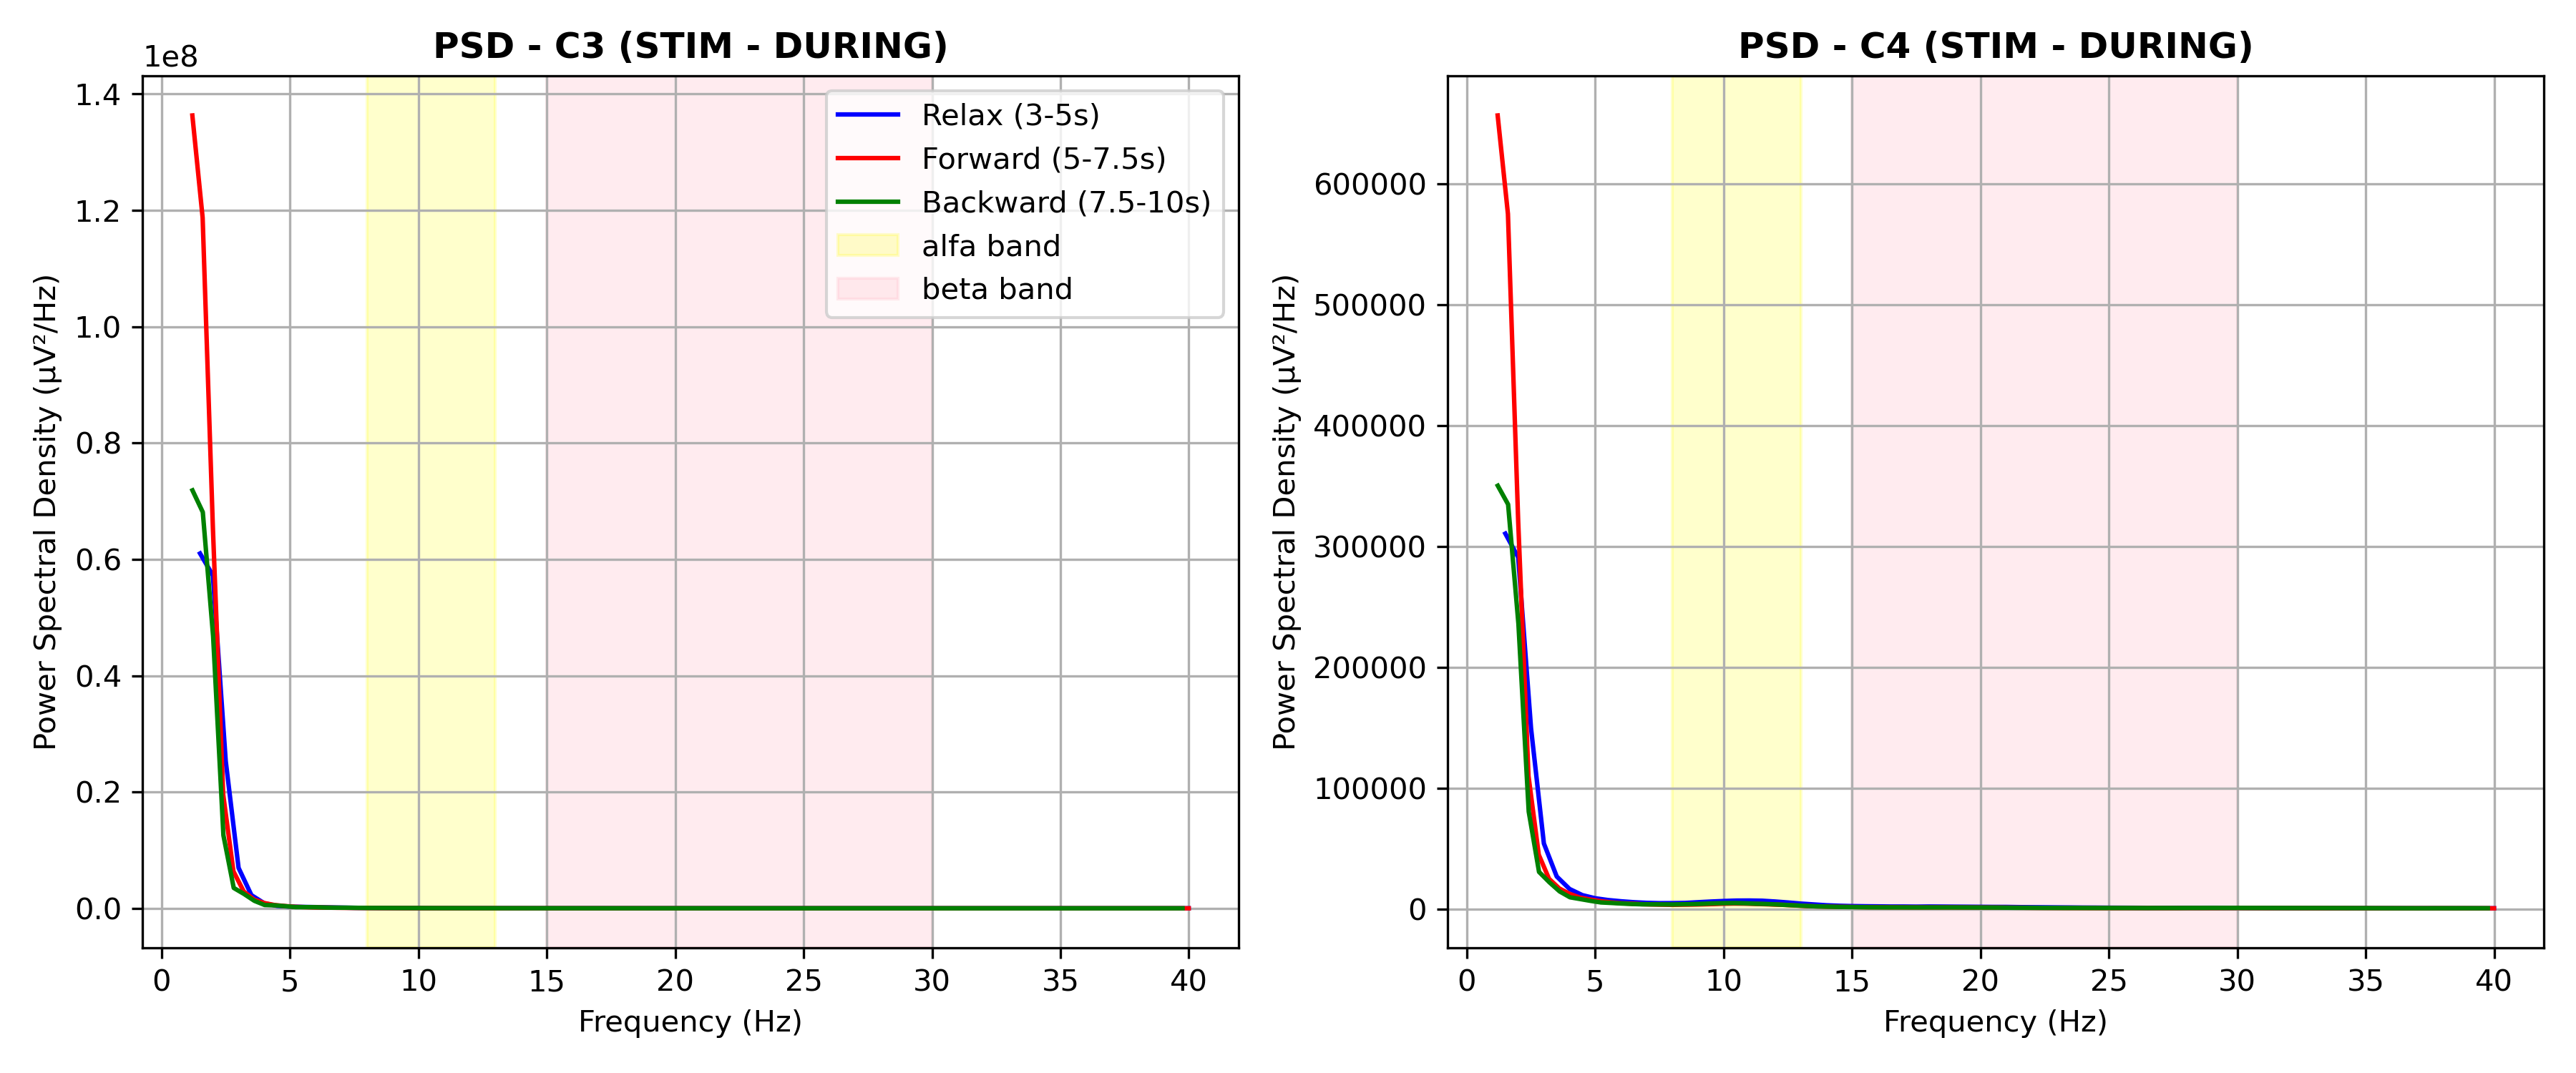 PSD - C3 (STIM - DURING)
1e8
1.4
1.2
1.0
0.8
0.6
0.4
0.2
0.0
Power Spectral Density (µV²/Hz)
0 5 10 15 20 25 30 35 40
Frequency (Hz)
Relax (3-5s)
Forward (5-7.5s)
Backward (7.5-10s)
alfa band
beta band
PSD - C4 (STIM - DURING)
600000
500000
400000
300000
200000
100000
0
Power Spectral Density (µV²/Hz)
0 5 10 15 20 25 30 35 40
Frequency (Hz)